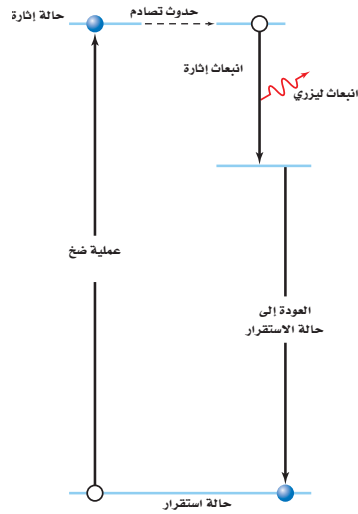 حالة إثارة
حدوث تصادم
انبعاث إثارة
انبعاث ليزري
عملية ضخ
العودة إلى
حالة الاستقرار
حالة استقرار